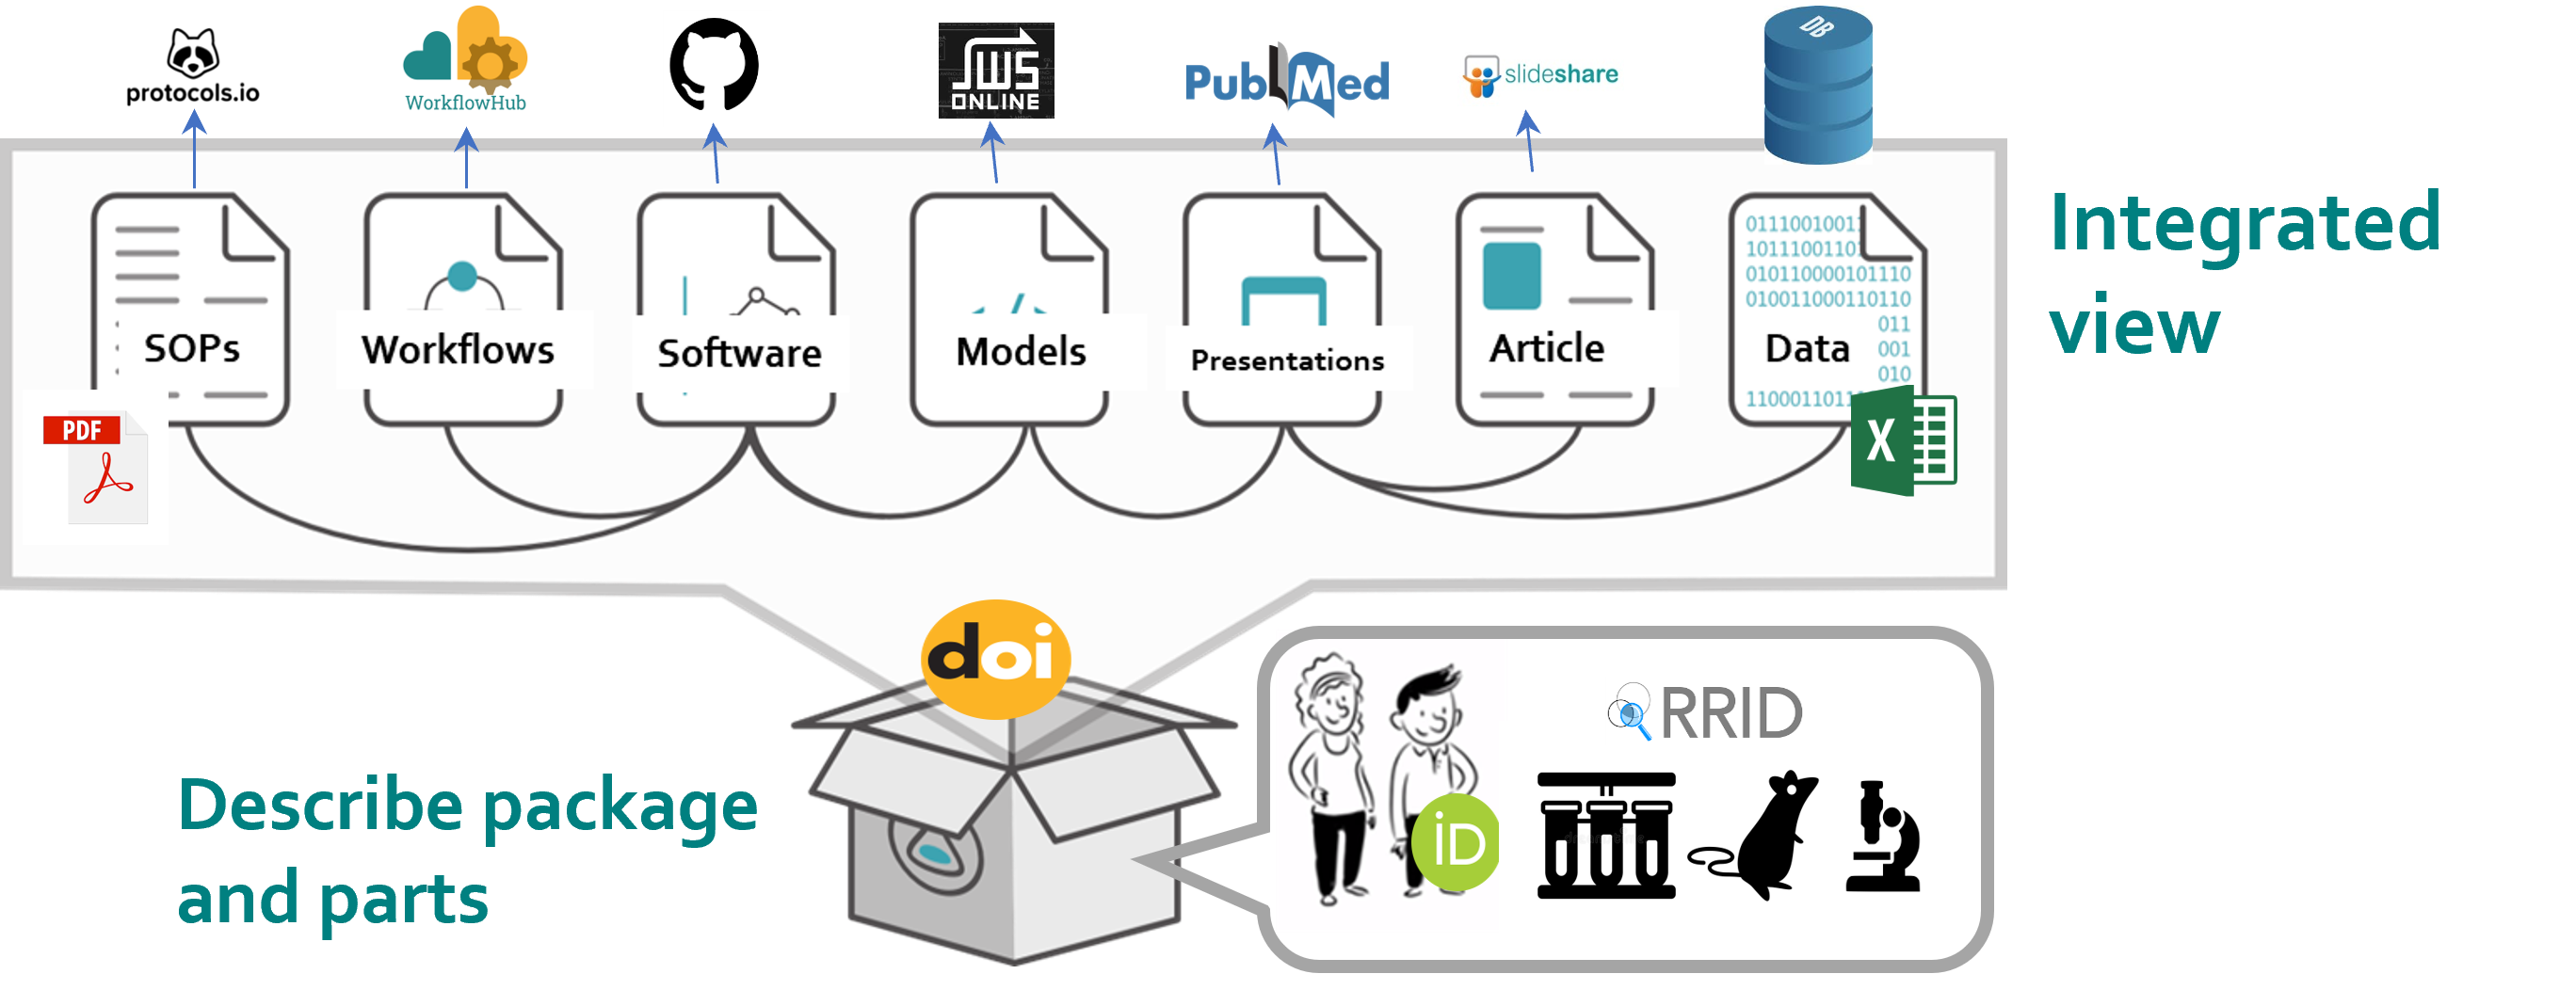 protocols.io
WorkflowHub
JWS
ONLINE
PubMed
slideshare
DB
Integrated
view
SOPs
Workflows
Software
</>
Models
Presentations
Article
01110010011
1011100110
010110000101110
010011000110110
011
001
010
Data
1100011011
PDF
X
doi
Describe package
and parts
iD
RRID